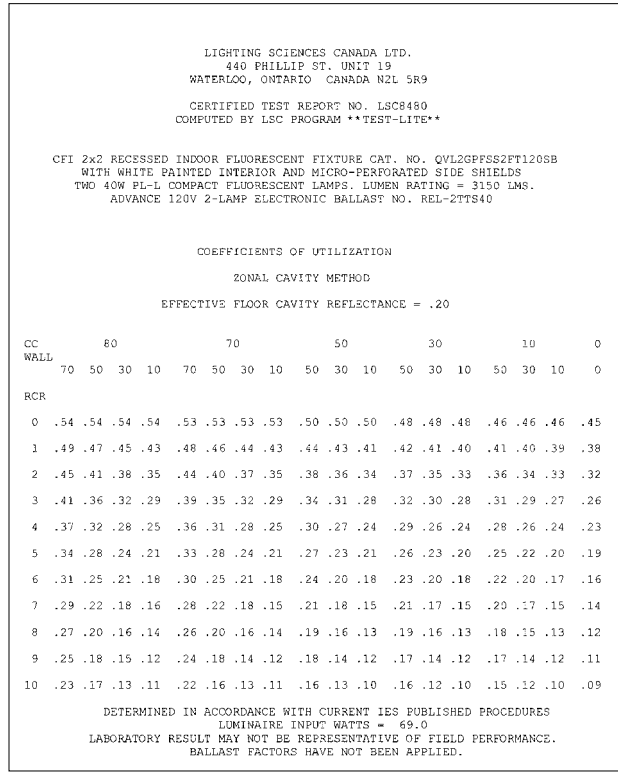 LIGHTING SCIENCES CANADA LTD.
440 PHILLIP ST. UNIT 19
WATERLOO, ONTARIO CANADA N2L 5R9
CERTIFIED TEST REPORT NO. LSC8480
COMPUTED BY LSC PROGRAM **TEST-LITE**
CFI 2x2 RECESSED INDOOR FLUORESCENT FIXTURE CAT. NO. QVL2GPFSS2FT120SB
WITH WHITE PAINTED INTERIOR AND MICRO-PERFORATED SIDE SHIELDS
TWO 40W PL-L COMPACT FLUORESCENT LAMPS. LUMEN RATING = 3150 LMS.
ADVANCE 120V 2-LAMP ELECTRONIC BALLAST NO. REL-2TTS40
COEFFICIENTS OF UTILIZATION
ZONAL CAVITY METHOD
EFFECTIVE FLOOR CAVITY REFLECTANCE = .20
CC 80 70 50 30 10 0
WALL
70 50 30 10 70 50 30 10 50 30 10 50 30 10 50 30 10 0
RCR
0 .54 .54 .54 .54 .53 .53 .53 .53 .50 .50 .50 .48 .48 .48 .46 .46 .46 .45
1 .49 .47 .45 .43 .48 .46 .44 .43 .44 .43 .41 .42 .41 .40 .41 .40 .39 .38
2 .45 .41 .38 .35 .44 .40 .37 .35 .38 .36 .34 .37 .35 .33 .36 .34 .33 .32
3 .41 .36 .32 .29 .39 .35 .32 .29 .34 .31 .28 .32 .30 .28 .31 .29 .27 .26
4 .37 .32 .28 .25 .36 .31 .28 .25 .30 .27 .24 .29 .26 .24 .28 .26 .24 .23
5 .34 .28 .24 .21 .33 .28 .24 .21 .27 .23 .21 .26 .23 .20 .25 .22 .20 .19
6 .31 .25 .21 .18 .30 .25 .21 .18 .24 .20 .18 .23 .20 .18 .22 .20 .17 .16
7 .29 .22 .18 .16 .28 .22 .18 .15 .21 .18 .15 .21 .17 .15 .20 .17 .15 .14
8 .27 .20 .16 .14 .26 .20 .16 .14 .19 .16 .13 .19 .16 .13 .18 .15 .13 .12
9 .25 .18 .15 .12 .24 .18 .14 .12 .18 .14 .12 .17 .14 .12 .17 .14 .12 .11
10 .23 .17 .13 .11 .22 .16 .13 .11 .16 .13 .10 .16 .12 .10 .15 .12 .10 .09
DETERMINED IN ACCORDANCE WITH CURRENT IES PUBLISHED PROCEDURES
LUMINAIRE INPUT WATTS = 69.0
LABORATORY RESULT MAY NOT BE REPRESENTATIVE OF FIELD PERFORMANCE.
BALLAST FACTORS HAVE NOT BEEN APPLIED.